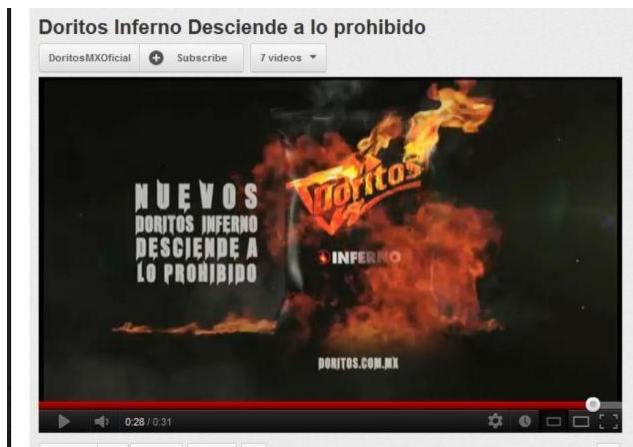 Doritos Inferno Desciende a lo prohibido
DoritosMXOficial Subscribe 7 videos
NUEVOS
DORITOS INFERNO
DESCIENDE A
LO PROHIBIDO
Doritos
INFERNO
DORITOS.COM.MX
0:28 / 0:31